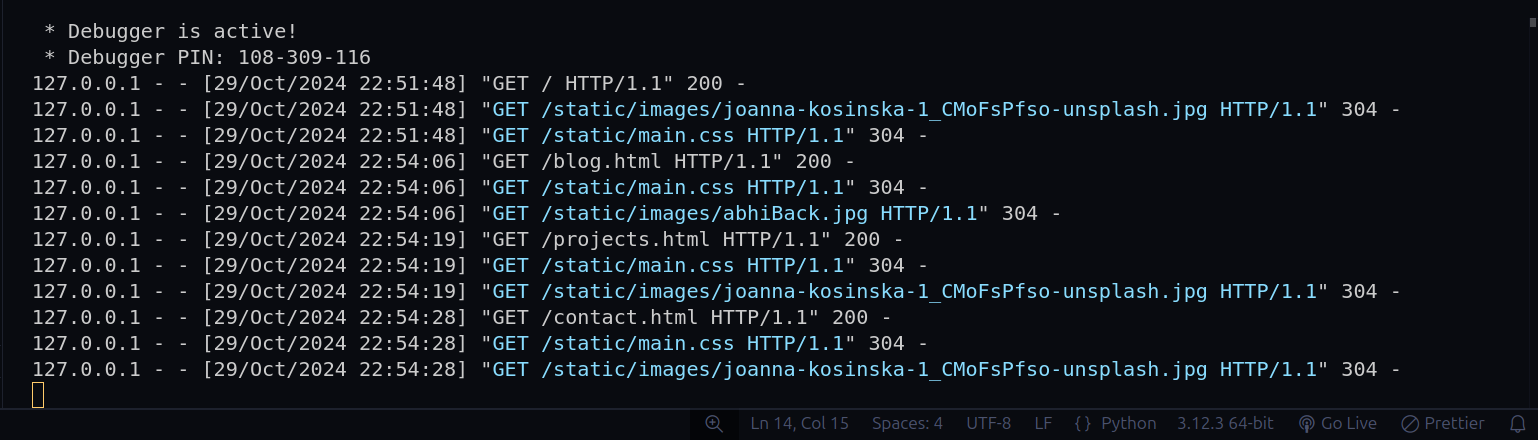 * Debugger is active!
* Debugger PIN: 108-309-116
127.0.0.1 - - [29/Oct/2024 22:51:48] "GET / HTTP/1.1" 200 -
127.0.0.1 - - [29/Oct/2024 22:51:48] "GET /static/images/joanna-kosinska-1_CMoFsPfso-unsplash.jpg HTTP/1.1" 304 -
127.0.0.1 - - [29/Oct/2024 22:51:48] "GET /static/main.css HTTP/1.1" 304 -
127.0.0.1 - - [29/Oct/2024 22:54:06] "GET /blog.html HTTP/1.1" 200 -
127.0.0.1 - - [29/Oct/2024 22:54:06] "GET /static/main.css HTTP/1.1" 304 -
127.0.0.1 - - [29/Oct/2024 22:54:06] "GET /static/images/abhiBack.jpg HTTP/1.1" 304 -
127.0.0.1 - - [29/Oct/2024 22:54:19] "GET /projects.html HTTP/1.1" 200 -
127.0.0.1 - - [29/Oct/2024 22:54:19] "GET /static/main.css HTTP/1.1" 304 -
127.0.0.1 - - [29/Oct/2024 22:54:19] "GET /static/images/joanna-kosinska-1_CMoFsPfso-unsplash.jpg HTTP/1.1" 304 -
127.0.0.1 - - [29/Oct/2024 22:54:28] "GET /contact.html HTTP/1.1" 200 -
127.0.0.1 - - [29/Oct/2024 22:54:28] "GET /static/main.css HTTP/1.1" 304 -
127.0.0.1 - - [29/Oct/2024 22:54:28] "GET /static/images/joanna-kosinska-1_CMoFsPfso-unsplash.jpg HTTP/1.1" 304 -
Ln 14, Col 15 Spaces: 4 UTF-8 LF {} Python 3.12.3 64-bit Go Live Prettier